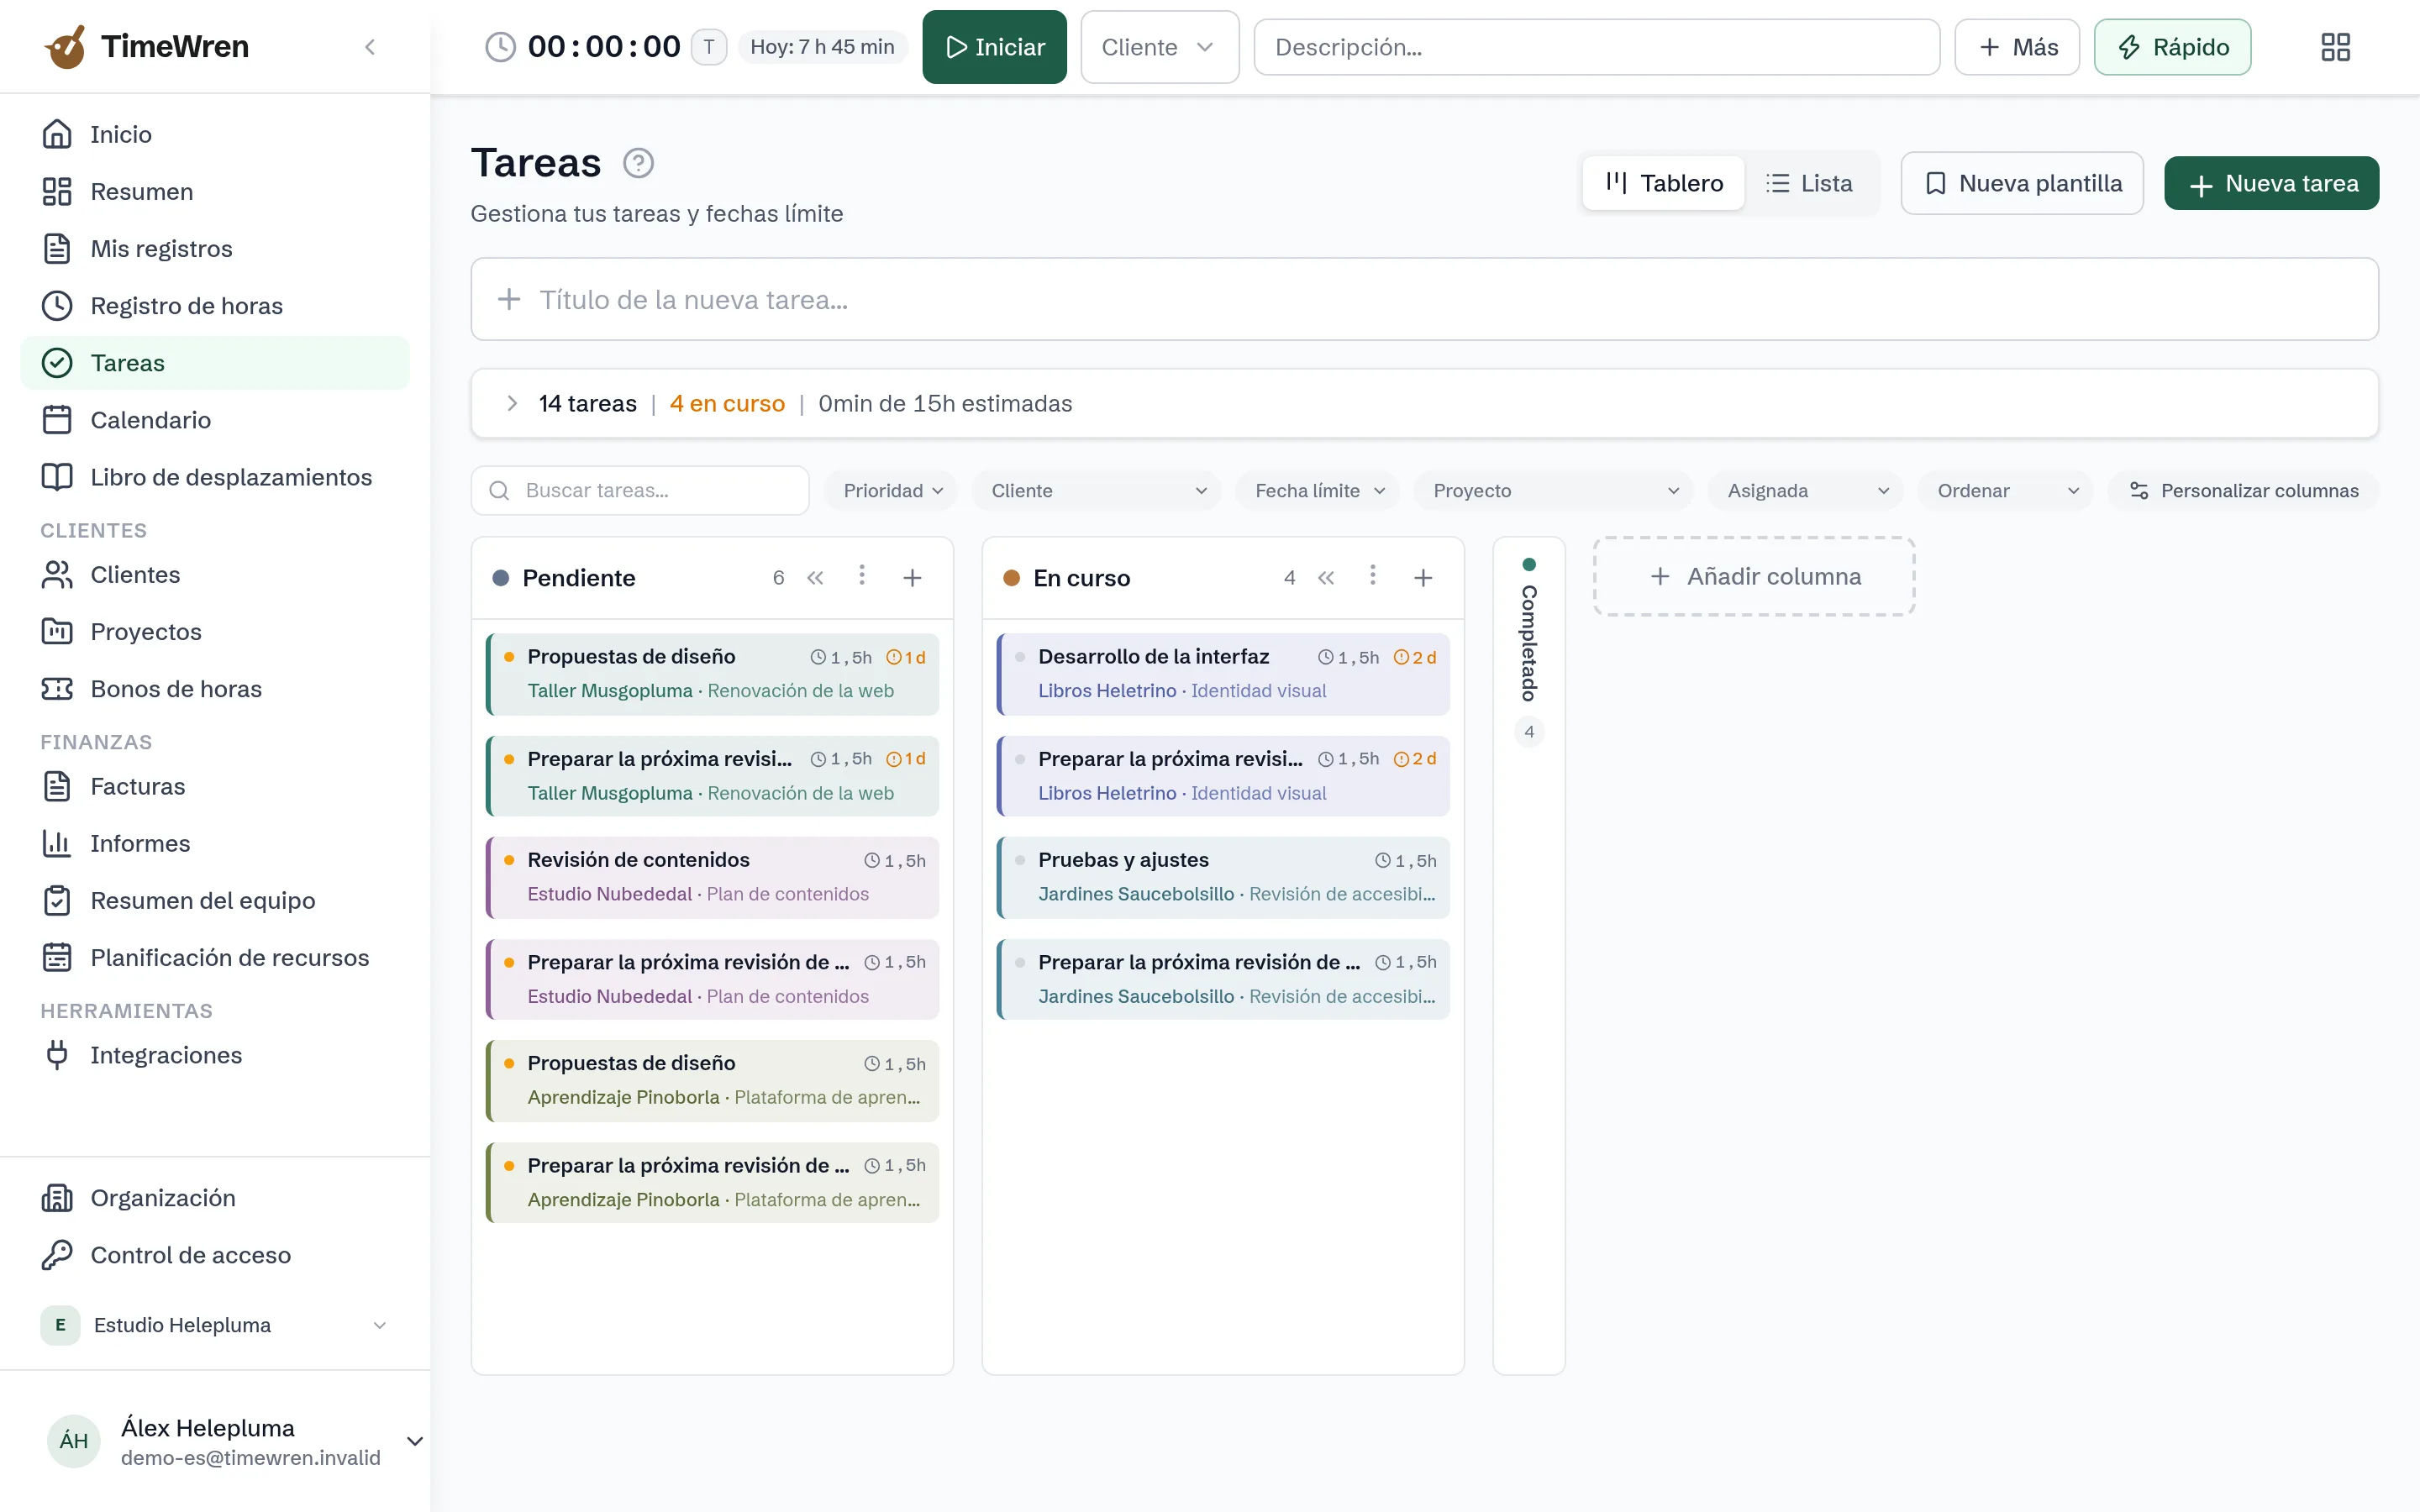 TimeWren
Inicio
Resumen
Mis registros
Registro de horas
Tareas
Calendario
Libro de desplazamientos
CLIENTES
Clientes
Proyectos
Bonos de horas
FINANZAS
Facturas
Informes
Resumen del equipo
Planificación de recursos
HERRAMIENTAS
Integraciones
Organización
Control de acceso
E Estudio Helepluma
ÁH Álex Helepluma
demo-es@timewren.invalid
00:00:00 T Hoy: 7 h 45 min Iniciar Cliente Descripción... + Más Rápido
Tareas
Gestiona tus tareas y fechas límite
Tablero Lista Nueva plantilla + Nueva tarea
+ Título de la nueva tarea...
14 tareas | 4 en curso | 0min de 15h estimadas
Buscar tareas... Prioridad Cliente Fecha límite Proyecto Asignada Ordenar Personalizar columnas
Pendiente 6
Propuestas de diseño 1,5h 1 d
Taller Musgopluma · Renovación de la web
Preparar la próxima revisi... 1,5h 1 d
Taller Musgopluma · Renovación de la web
Revisión de contenidos 1,5h
Estudio Nubededal · Plan de contenidos
Preparar la próxima revisión de ... 1,5h
Estudio Nubededal · Plan de contenidos
Propuestas de diseño 1,5h
Aprendizaje Pinoborla · Plataforma de apren...
Preparar la próxima revisión de ... 1,5h
Aprendizaje Pinoborla · Plataforma de apren...
En curso 4
Desarrollo de la interfaz 1,5h 2 d
Libros Heletrino · Identidad visual
Preparar la próxima revisi... 1,5h 2 d
Libros Heletrino · Identidad visual
Pruebas y ajustes 1,5h
Jardines Saucebolsillo · Revisión de accesibi...
Preparar la próxima revisión de ... 1,5h
Jardines Saucebolsillo · Revisión de accesibi...
Completado 4
+ Añadir columna